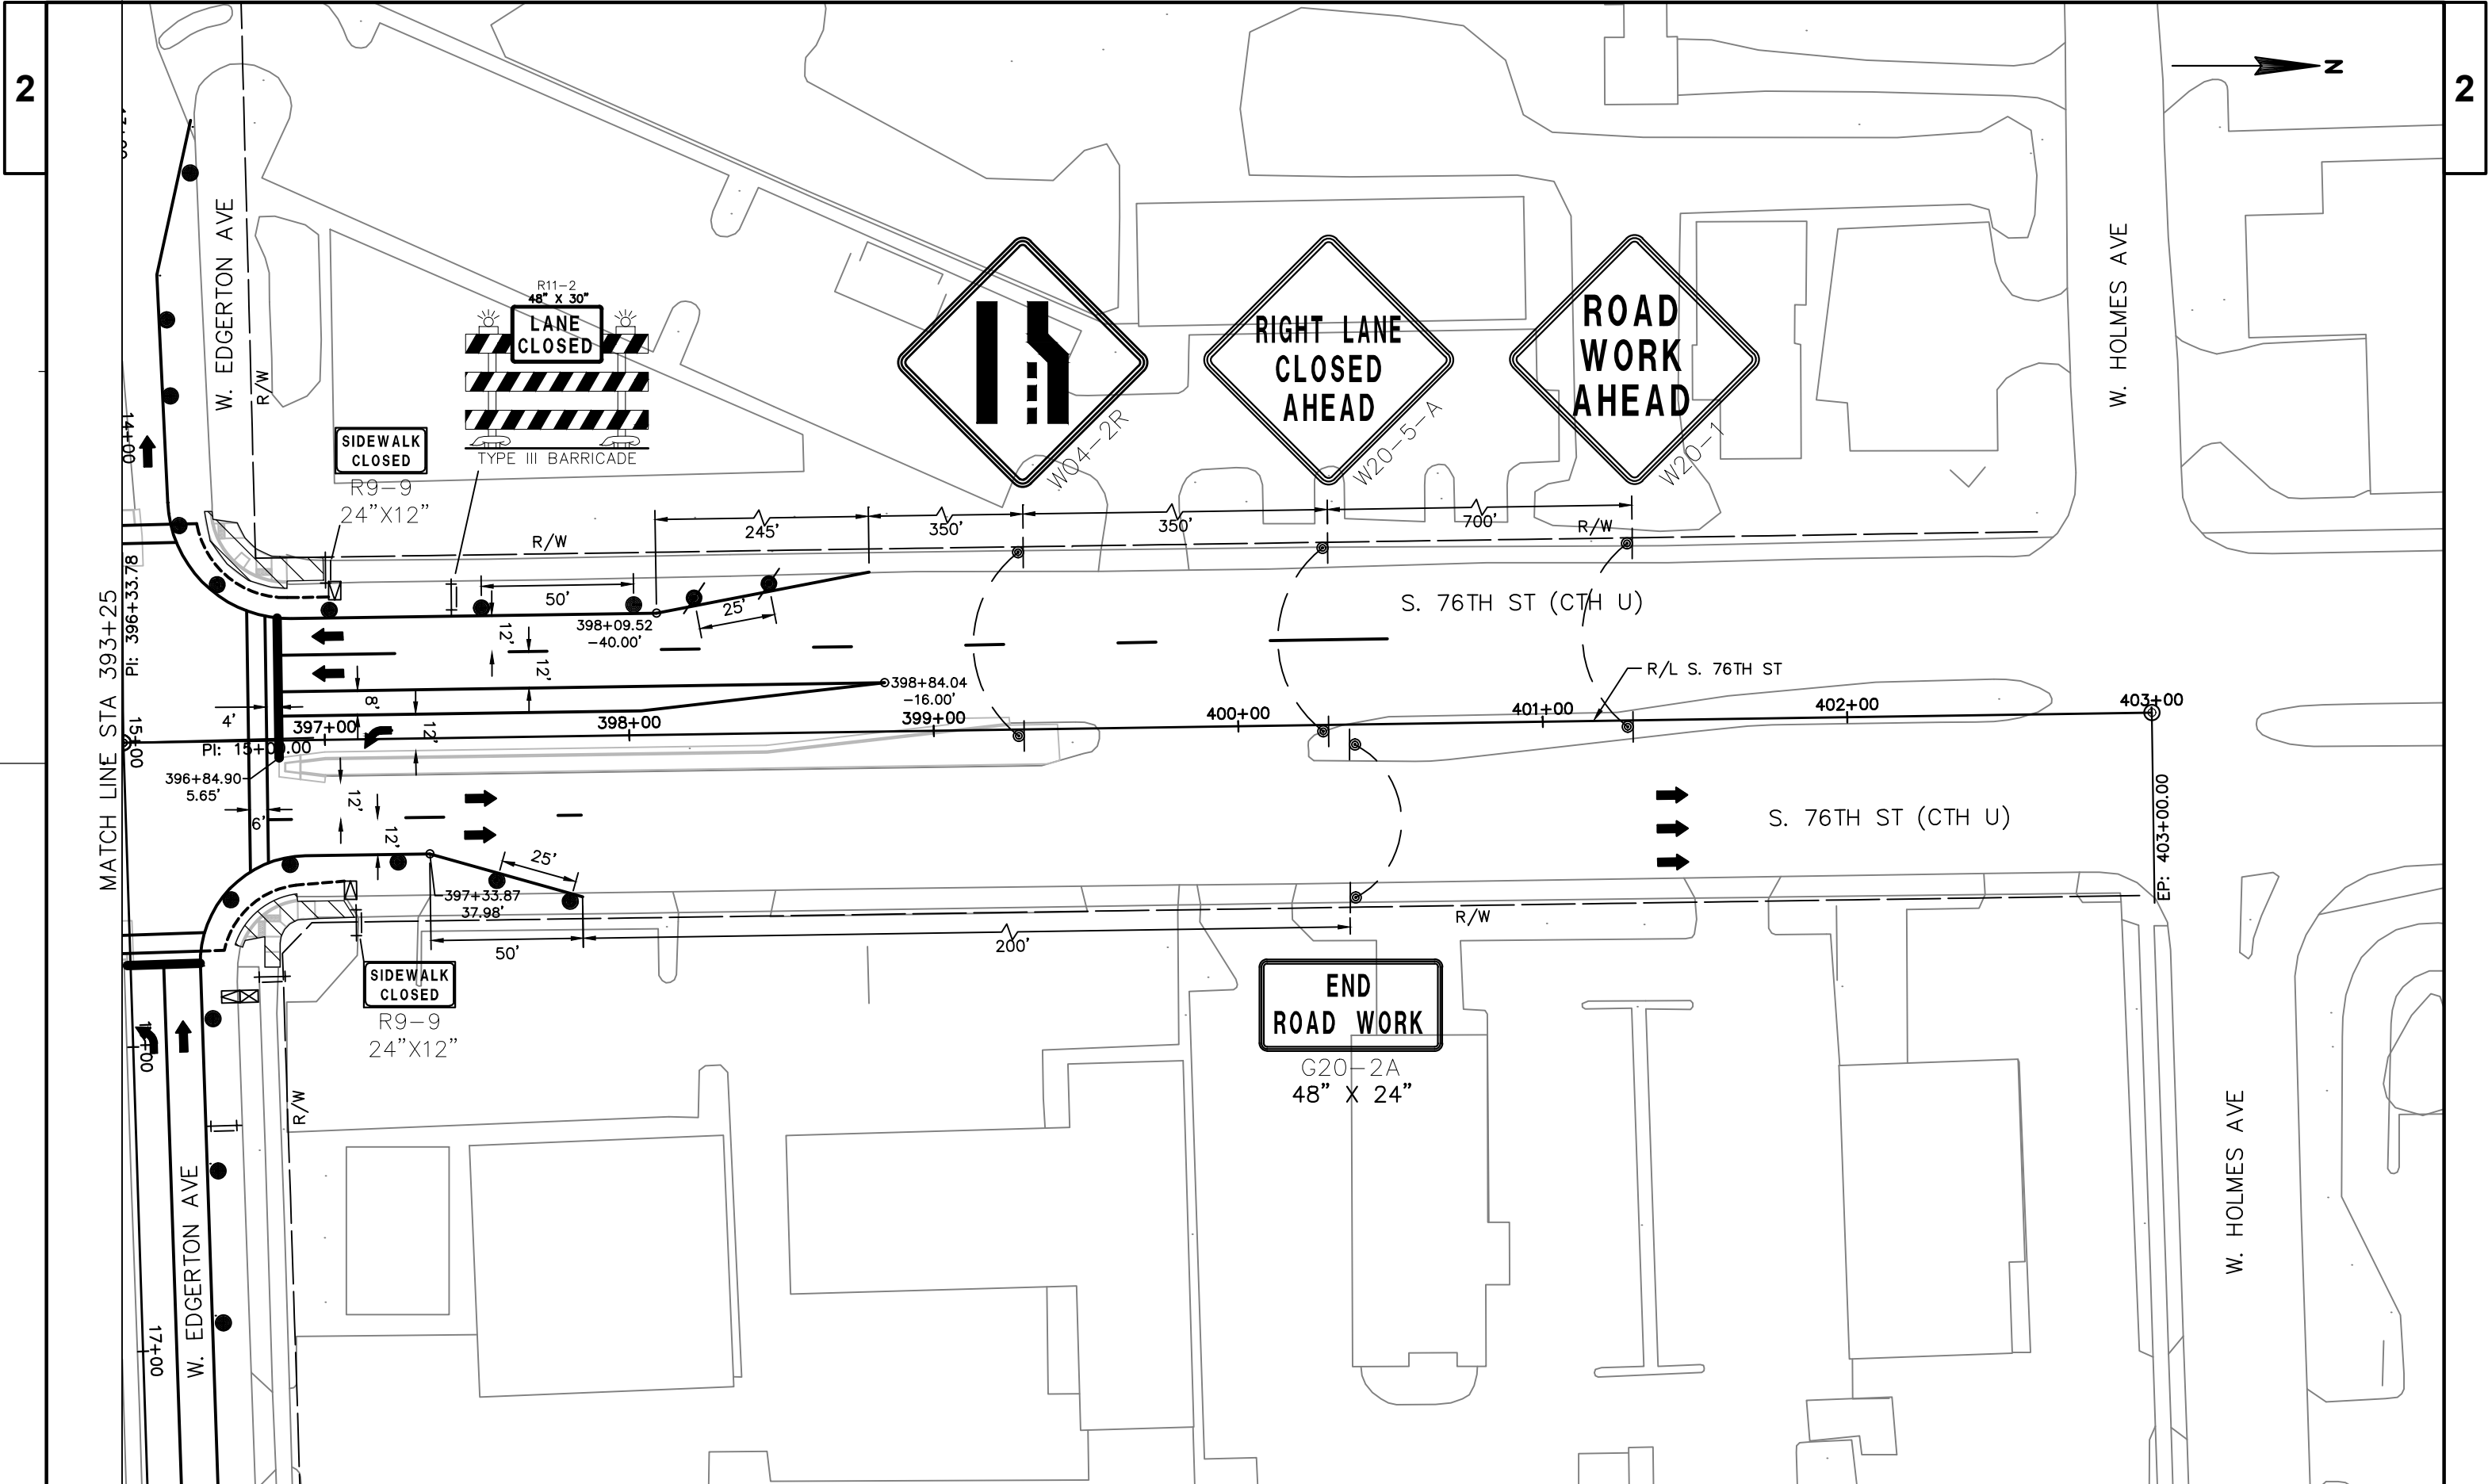 2
2
N
W. EDGERTON AVE
R/W
14+00
R11-2
48" X 30"
LANE
CLOSED
TYPE III BARRICADE
SIDEWALK
CLOSED
R9-9
24"X12"
W04-2R
RIGHT LANE
CLOSED
AHEAD
W20-5-A
ROAD
WORK
AHEAD
W20-1
W. HOLMES AVE
R/W
245'
350'
350'
700'
R/W
50'
25'
398+09.52
-40.00'
12'
12'
S. 76TH ST (CTH U)
R/L S. 76TH ST
398+84.04
-16.00'
MATCH LINE STA 393+25
PI: 396+33.78
15+00
4'
8'
12'
397+00
398+00
399+00
400+00
401+00
402+00
403+00
PI: 15+00.00
396+84.90
5.65'
6'
12'
12'
S. 76TH ST (CTH U)
EP: 403+00.00
25'
397+33.87
37.98'
50'
200'
R/W
SIDEWALK
CLOSED
R9-9
24"X12"
END
ROAD WORK
G20-2A
48" X 24"
R/W
W. EDGERTON AVE
17+00
W. HOLMES AVE